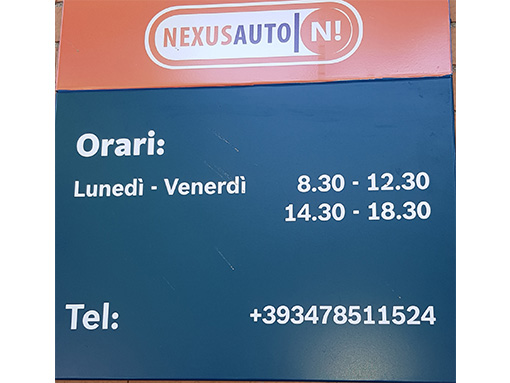 NEXUSAUTO N!
Orari:
Lunedì - Venerdì 8.30 - 12.30
14.30 - 18.30
Tel: +393478511524